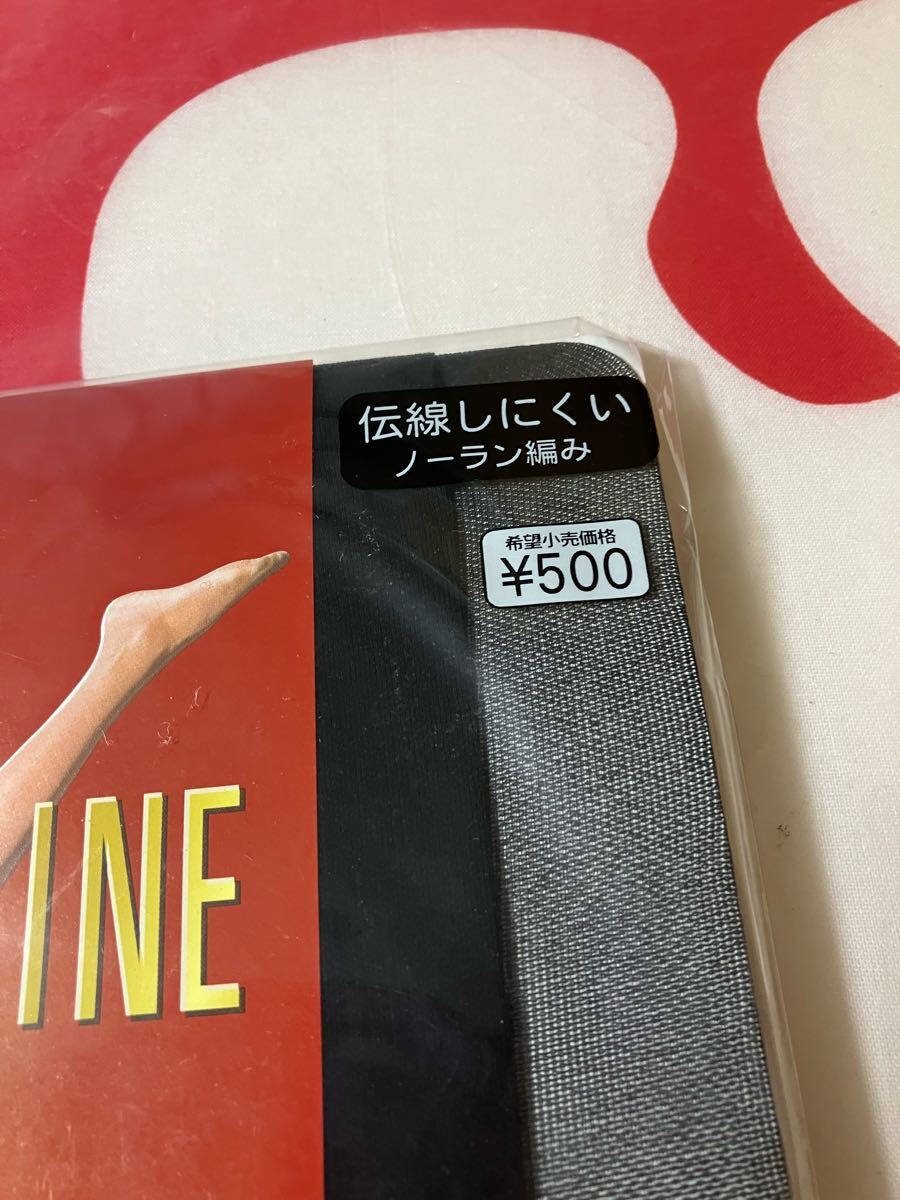 伝線しにくい
ノーラン編み
希望小売価格
¥500
INE